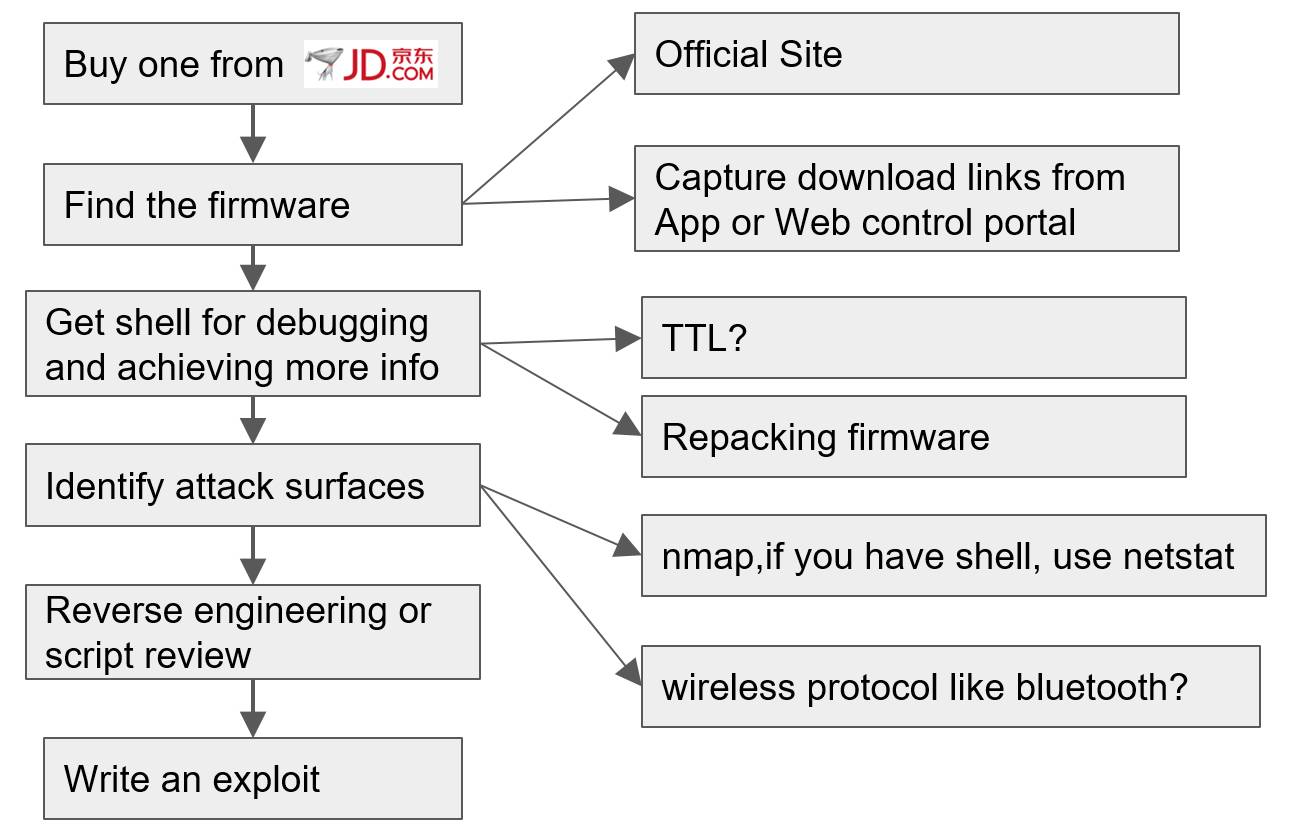 Buy one from JD.COM 京东
Find the firmware
Get shell for debugging
and achieving more info
Identify attack surfaces
Reverse engineering or
script review
Write an exploit
Official Site
Capture download links from
App or Web control portal
TTL?
Repacking firmware
nmap,if you have shell, use netstat
wireless protocol like bluetooth?